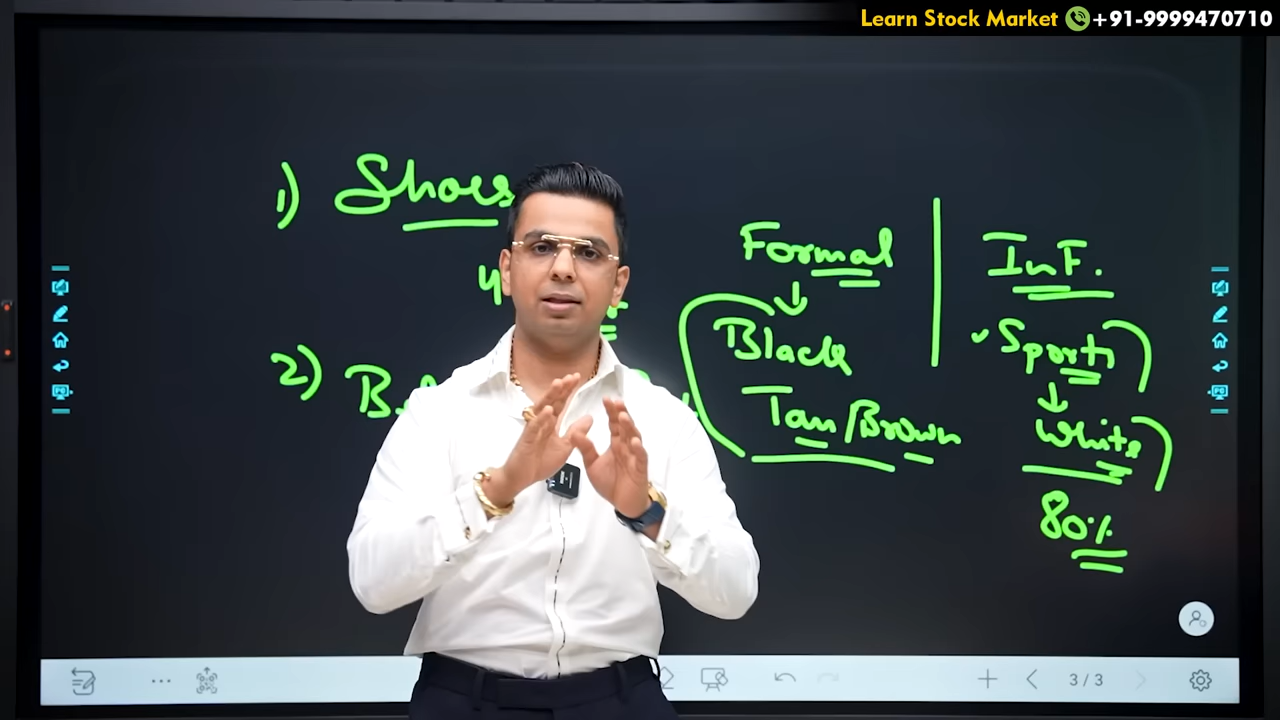 Learn Stock Market +91-9999470710
1) Shoes
Formal
InF.
Black
Sports
2)
Tan/Brown
White
80%
3/3